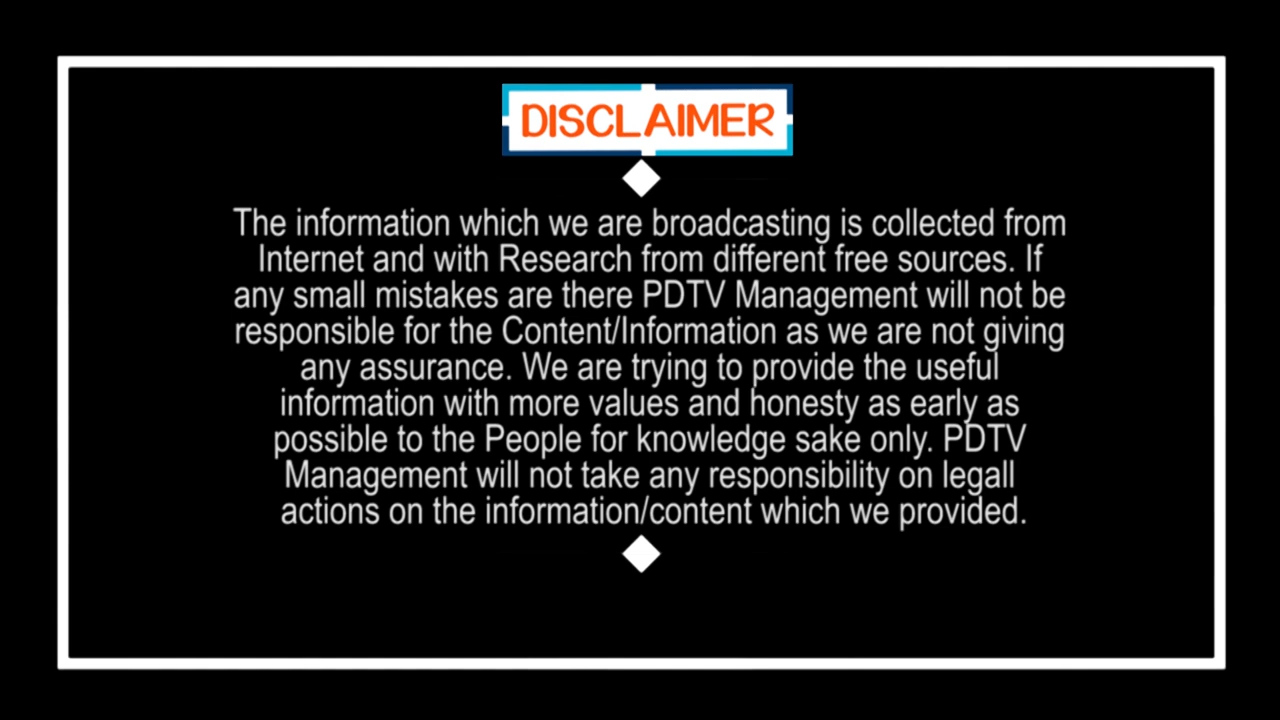 DISCLAIMER
The information which we are broadcasting is collected from
Internet and with Research from different free sources. If
any small mistakes are there PDTV Management will not be
responsible for the Content/Information as we are not giving
any assurance. We are trying to provide the useful
information with more values and honesty as early as
possible to the People for knowledge sake only. PDTV
Management will not take any responsibility on legall
actions on the information/content which we provided.